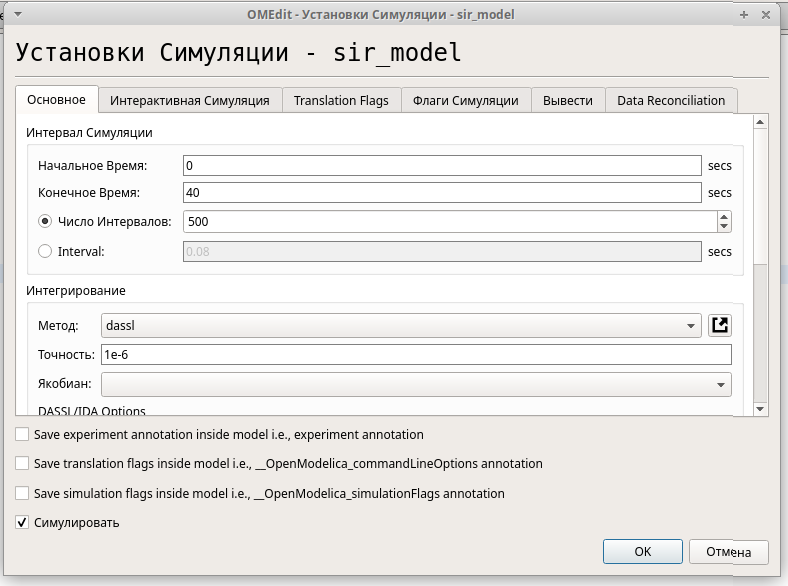 OMEdit - Установки Симуляции - sir_model
Установки Симуляции - sir_model
Основное Интерактивная Симуляция Translation Flags Флаги Симуляции Вывести Data Reconciliation
Интервал Симуляции
Начальное Время: 0 secs
Конечное Время: 40 secs
Число Интервалов: 500
Interval: 0.08 secs
Интегрирование
Метод: dassl
Точность: 1e-6
Якобиан:
DASSL/IDA Options
Save experiment annotation inside model i.e., experiment annotation
Save translation flags inside model i.e., __OpenModelica_commandLineOptions annotation
Save simulation flags inside model i.e., __OpenModelica_simulationFlags annotation
Симулировать
OK Отмена